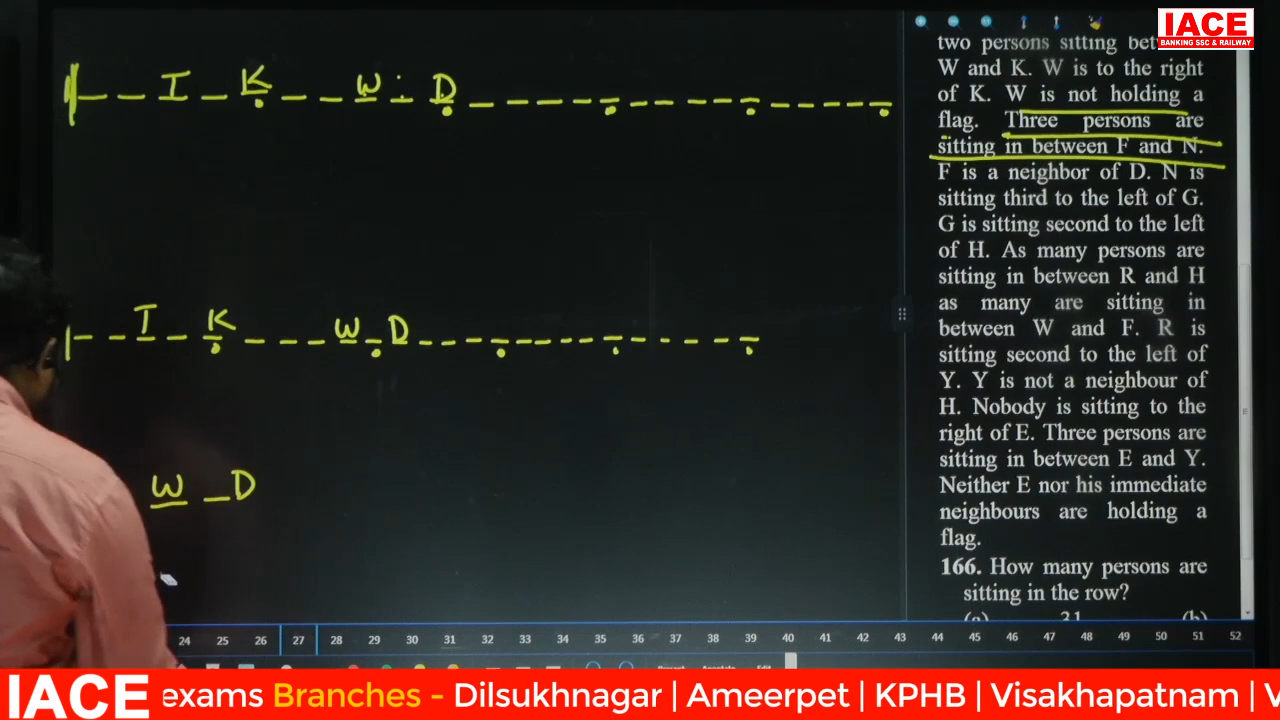 IACE
BANKING SSC & RAILWAY
I K W D
I K W D
W _ D
two persons sitting
W and K. W is to the right
of K. W is not holding a
flag. Three persons are
sitting in between F and N.
F is a neighbor of D. N is
sitting third to the left of G.
G is sitting second to the left
of H. As many persons are
sitting in between R and H
as many are sitting in
between W and F. R is
sitting second to the left of
Y. Y is not a neighbour of
H. Nobody is sitting to the
right of E. Three persons are
sitting in between E and Y.
Neither E nor his immediate
neighbours are holding a
flag.
166. How many persons are
sitting in the row?
24 25 26 27 28 29 30 31 32 33 34 35 36 37 38 39 40 41 42 43 44 45 46 47 48 49 50 51 52
IACE exams Branches - Dilsukhnagar | Ameerpet | KPHB | Visakhapatnam |